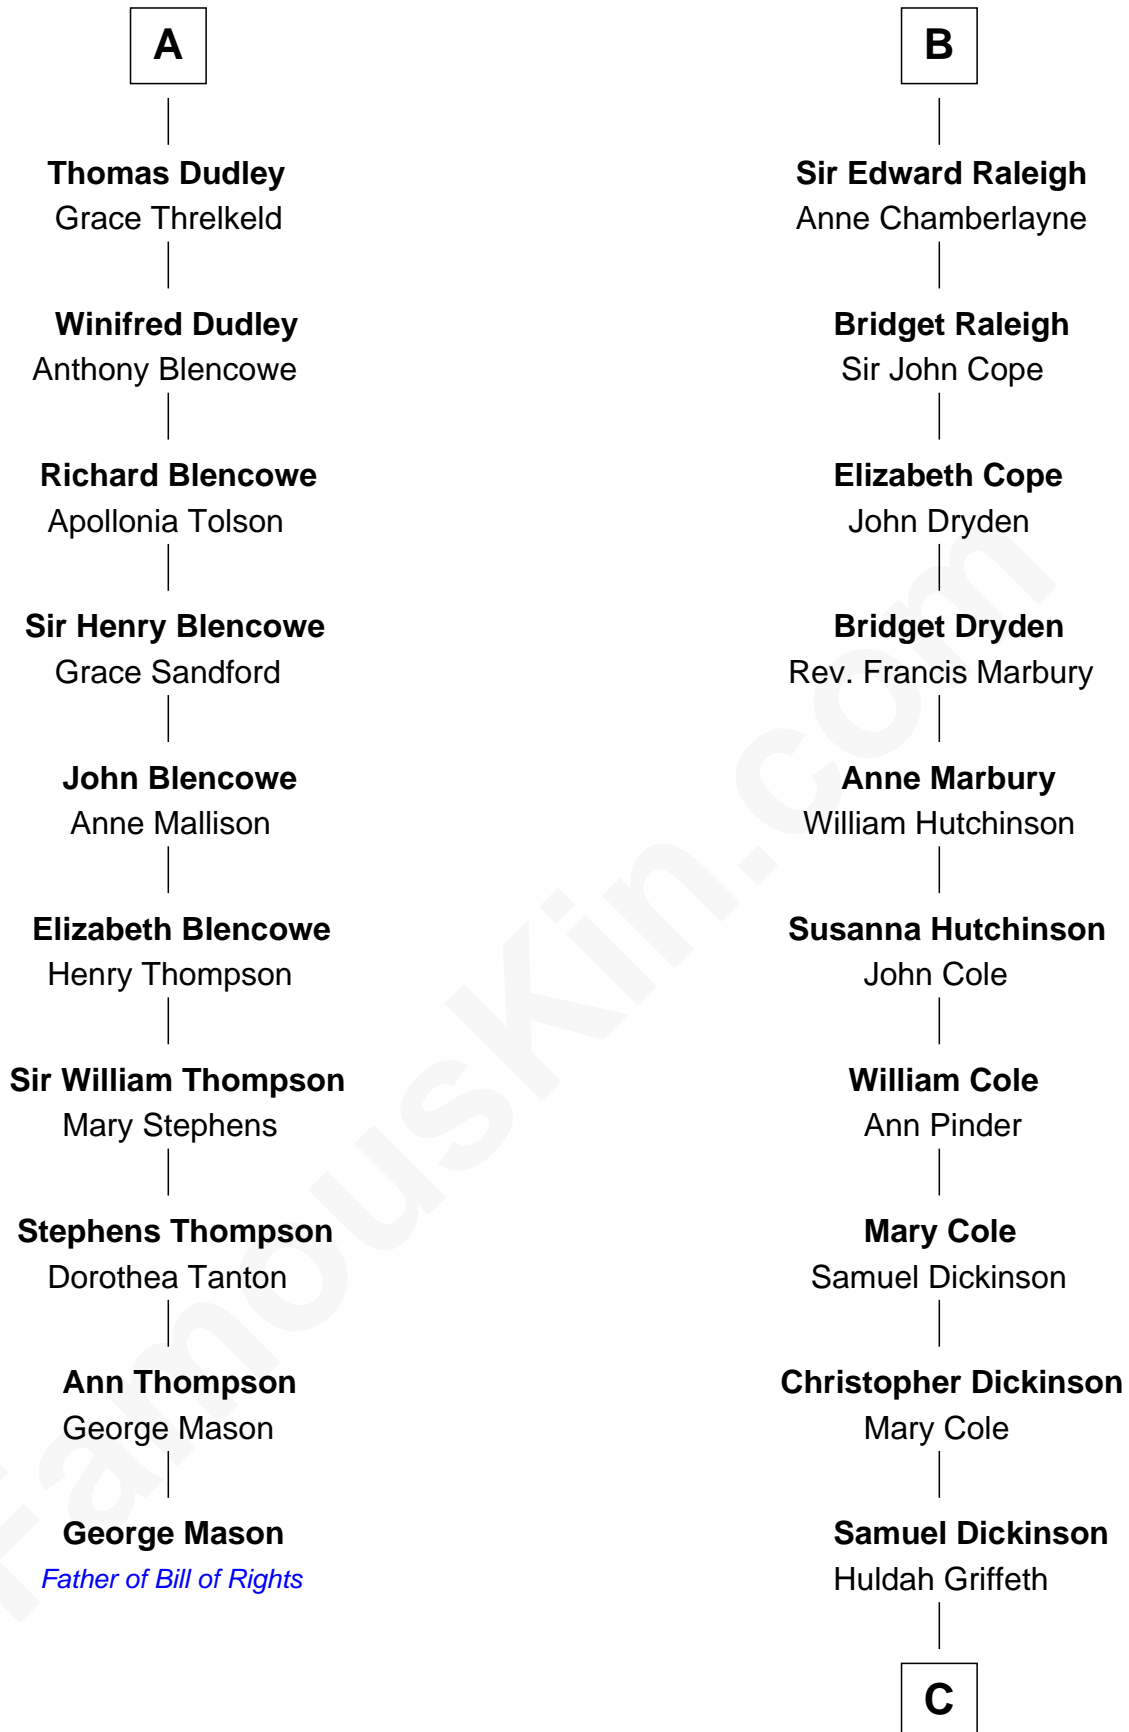 A
Thomas Dudley
Grace Threlkeld
Winifred Dudley
Anthony Blencowe
Richard Blencowe
Apollonia Tolson
Sir Henry Blencowe
Grace Sandford
John Blencowe
Anne Mallison
Elizabeth Blencowe
Henry Thompson
Sir William Thompson
Mary Stephens
Stephens Thompson
Dorothea Tanton
Ann Thompson
George Mason
George Mason
Father of Bill of Rights
B
Sir Edward Raleigh
Anne Chamberlayne
Bridget Raleigh
Sir John Cope
Elizabeth Cope
John Dryden
Bridget Dryden
Rev. Francis Marbury
Anne Marbury
William Hutchinson
Susanna Hutchinson
John Cole
William Cole
Ann Pinder
Mary Cole
Samuel Dickinson
Christopher Dickinson
Mary Cole
Samuel Dickinson
Huldah Griffeth
C
FamousKin.com